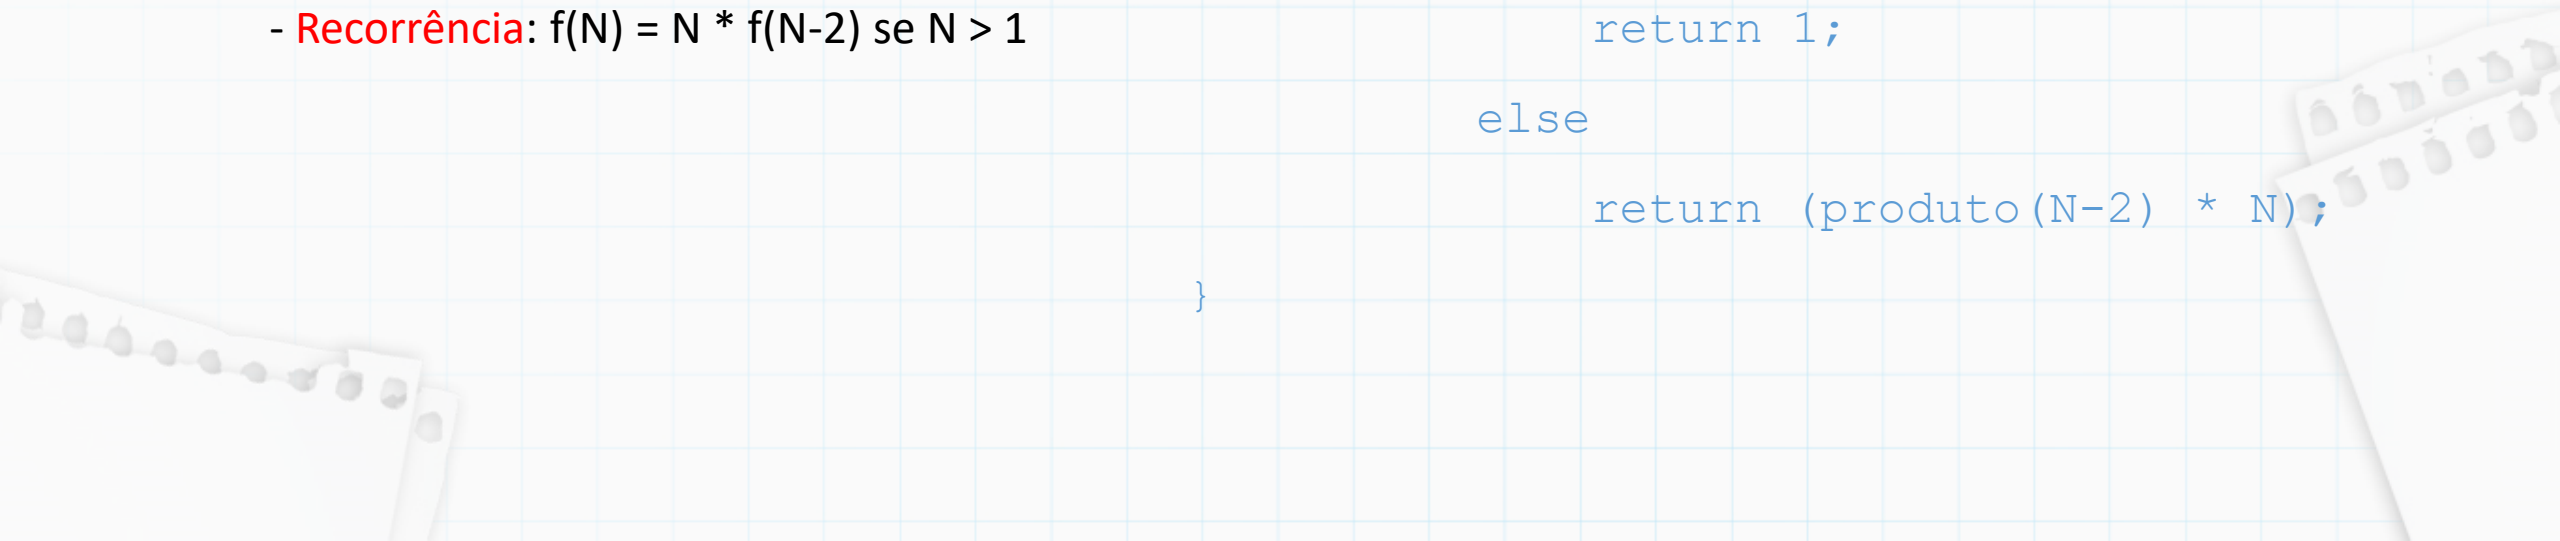 - Recorrência: f(N) = N * f(N-2) se N > 1
return 1;
else
return (produto(N-2) * N);
}